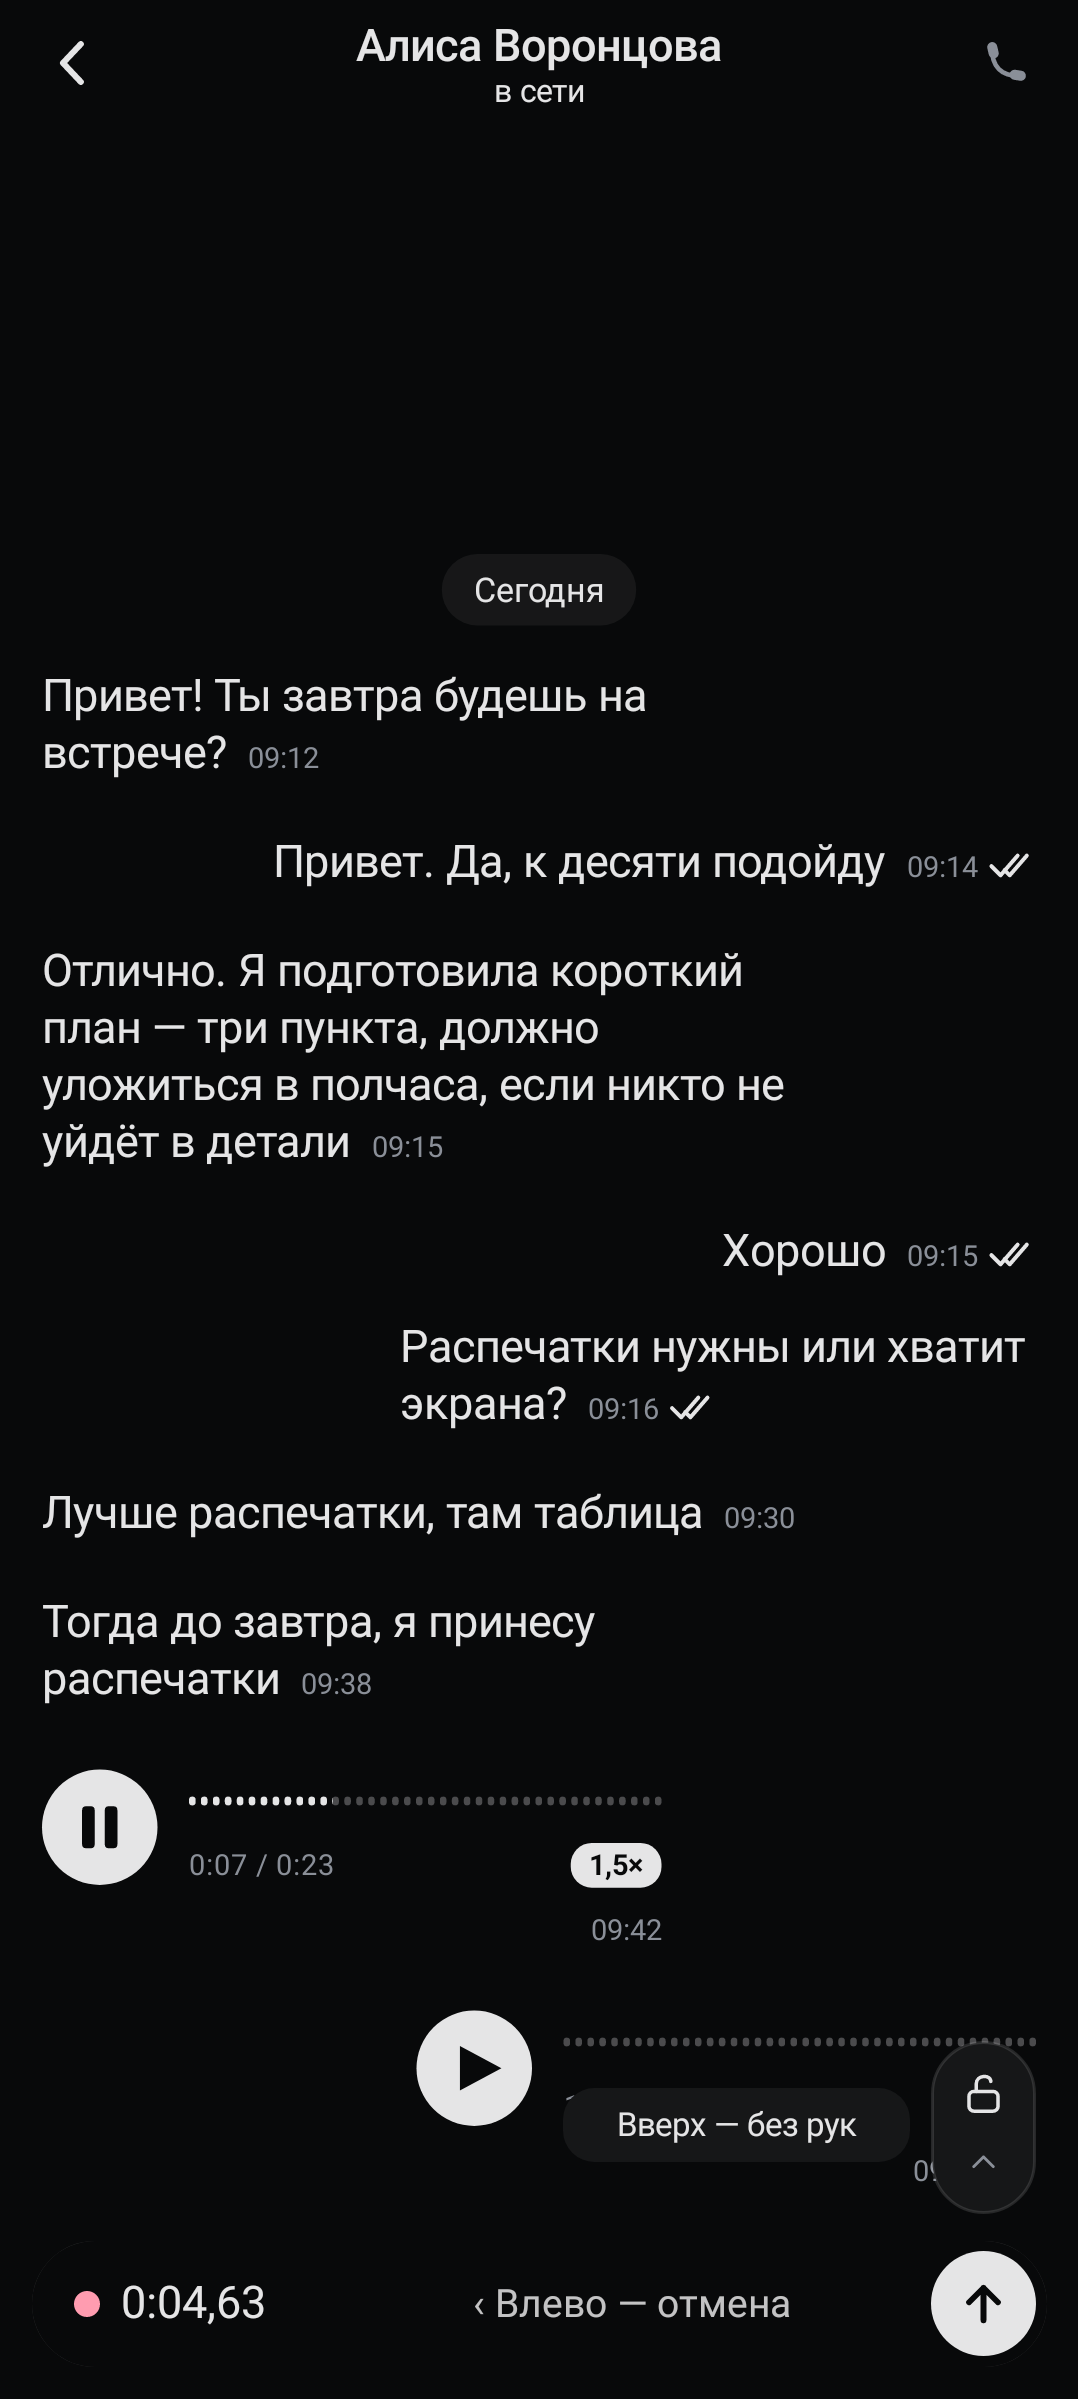 Алиса Воронцова
в сети
Сегодня
Привет! Ты завтра будешь на
встрече? 09:12
Привет. Да, к десяти подойду 09:14
Отлично. Я подготовила короткий
план — три пункта, должно
уложиться в полчаса, если никто не
уйдёт в детали 09:15
Хорошо 09:15
Распечатки нужны или хватит
экрана? 09:16
Лучше распечатки, там таблица 09:30
Тогда до завтра, я принесу
распечатки 09:38
0:07 / 0:23 1,5×
09:42
Вверх — без рук
0:04,63 ‹ Влево — отмена